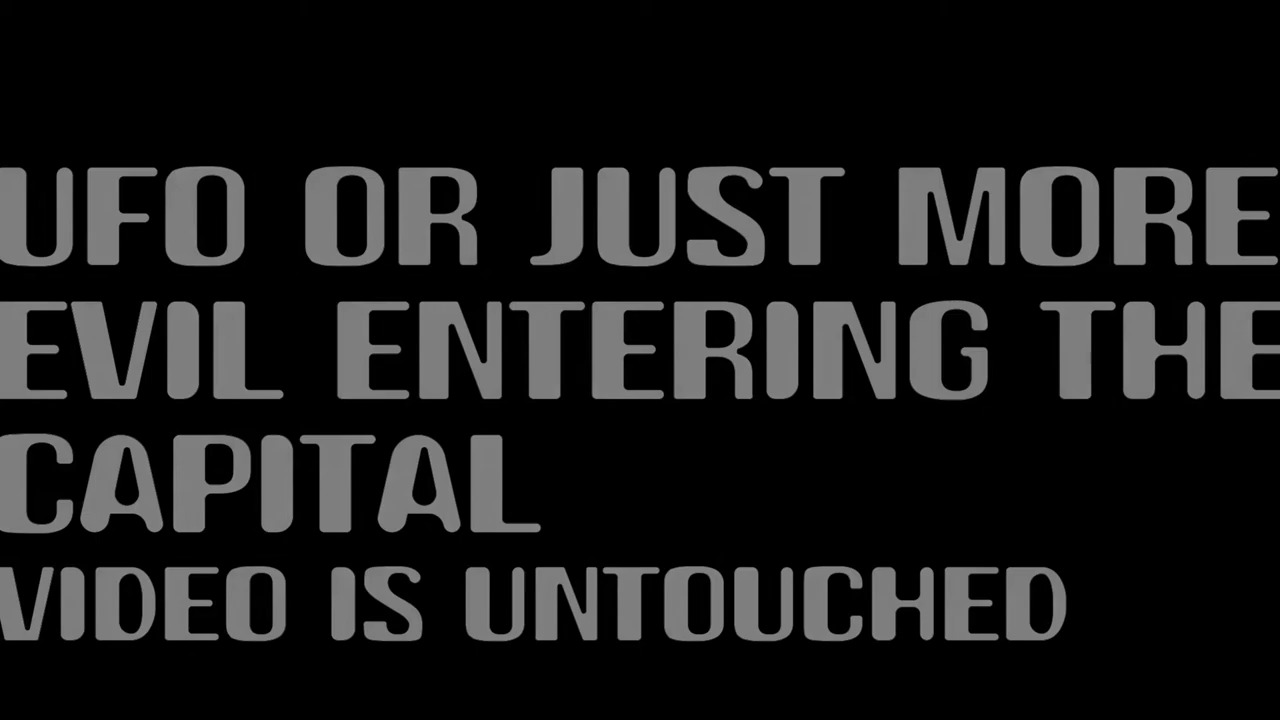 UFO OR JUST MORE
EVIL ENTERING THE
CAPITAL
VIDEO IS UNTOUCHED